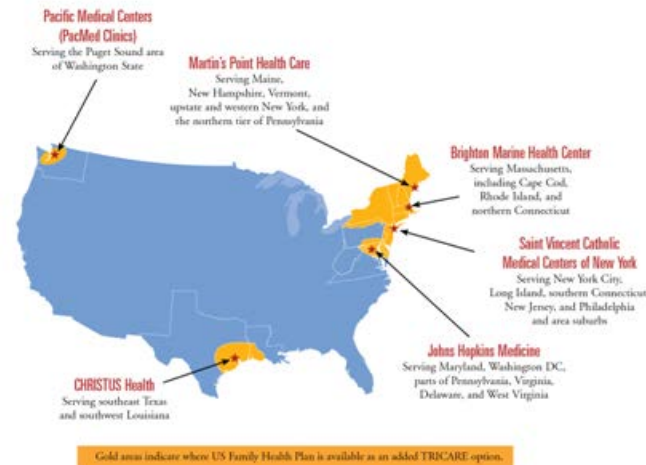 Pacific Medical Centers
(PacMed Clinics)
Serving the Puget Sound area
of Washington State
Martin's Point Health Care
Serving Maine,
New Hampshire, Vermont,
upstate and western New York, and
the northern tier of Pennsylvania
Brighton Marine Health Center
Serving Massachusetts,
including Cape Cod,
Rhode Island, and
northern Connecticut
Saint Vincent Catholic
Medical Centers of New York
Serving New York City,
Long Island, southern Connecticut
New Jersey, and Philadelphia
and area suburbs
Johns Hopkins Medicine
Serving Maryland, Washington DC,
parts of Pennsylvania, Virginia,
Delaware, and West Virginia
CHRISTUS Health
Serving southeast Texas
and southwest Louisiana
Gold areas indicate where US Family Health Plan is available as an added TRICARE option.